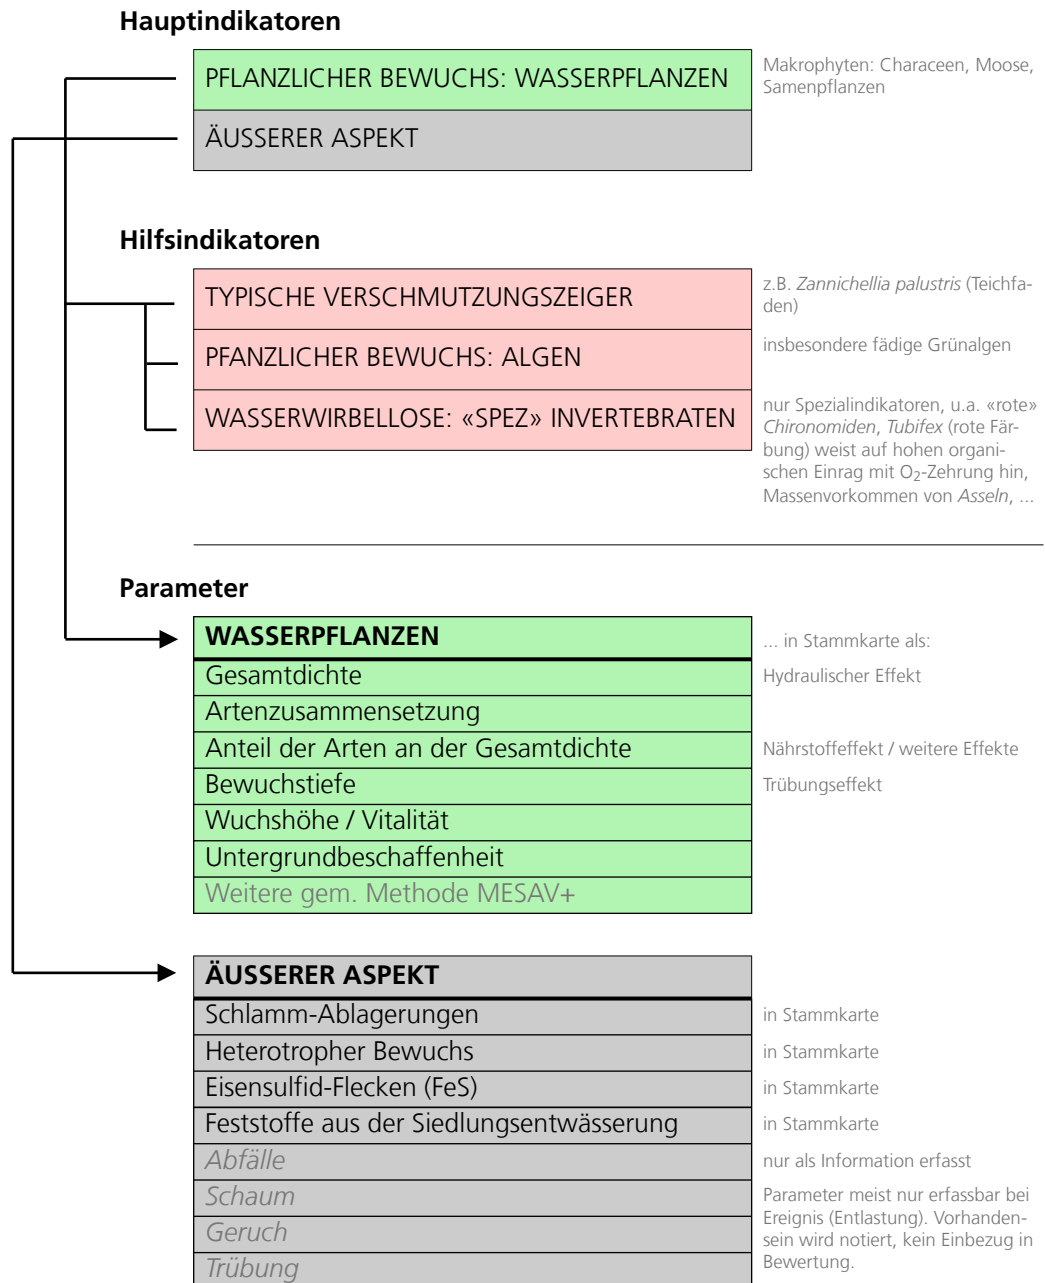 Hauptindikatoren
PFLANZLICHER BEWUCHS: WASSERPFLANZEN
Makrophyten: Characeen, Moose,
Samenpflanzen
ÄUSSERER ASPEKT
Hilfsindikatoren
TYPISCHE VERSCHMUTZUNGSZEIGER
z.B. Zannichellia palustris (Teichfa-
den)
PFANZLICHER BEWUCHS: ALGEN
insbesondere fädige Grünalgen
WASSERWIRBELLOSE: «SPEZ» INVERTEBRATEN
nur Spezialindikatoren, u.a. «rote»
Chironomiden, Tubifex (rote Fär-
bung) weist auf hohen organi-
schen Einrag mit O₂-Zehrung hin,
Massenvorkommen von Asseln, ...
Parameter
WASSERPFLANZEN
... in Stammkarte als:
Gesamtdichte
Hydraulischer Effekt
Artenzusammensetzung
Anteil der Arten an der Gesamtdichte
Nährstoffeffekt / weitere Effekte
Bewuchstiefe
Trübungseffekt
Wuchshöhe / Vitalität
Untergrundbeschaffenheit
Weitere gem. Methode MESAV+
ÄUSSERER ASPEKT
Schlamm-Ablagerungen
in Stammkarte
Heterotropher Bewuchs
in Stammkarte
Eisensulfid-Flecken (FeS)
in Stammkarte
Feststoffe aus der Siedlungsentwässerung
in Stammkarte
Abfälle
nur als Information erfasst
Schaum
Geruch
Trübung
Parameter meist nur erfassbar bei
Ereignis (Entlastung). Vorhanden-
sein wird notiert, kein Einbezug in
Bewertung.